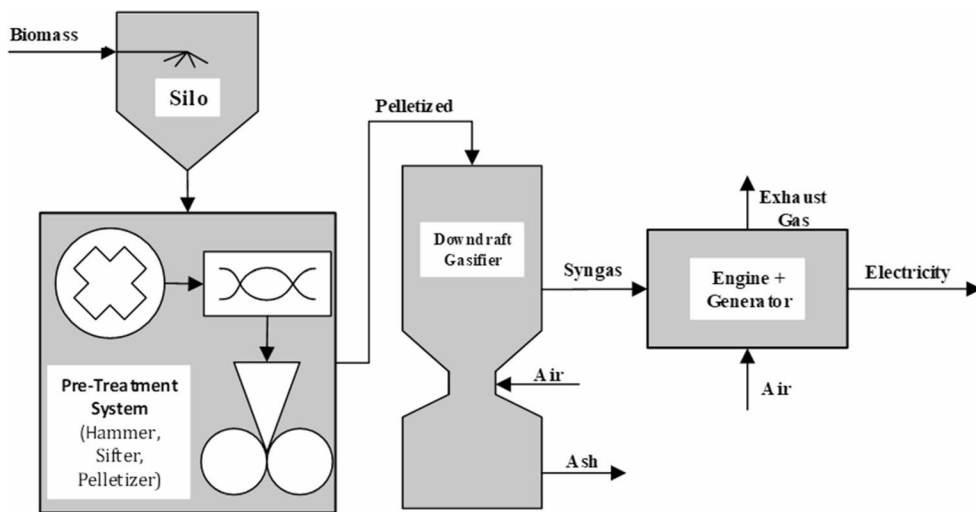 Biomass
Silo
Pelletized
Pre-Treatment
System
(Hammer,
Sifter,
Pelletizer)
Downdraft
Gasifier
Syngas
Air
Ash
Exhaust
Gas
Engine +
Generator
Electricity
Air